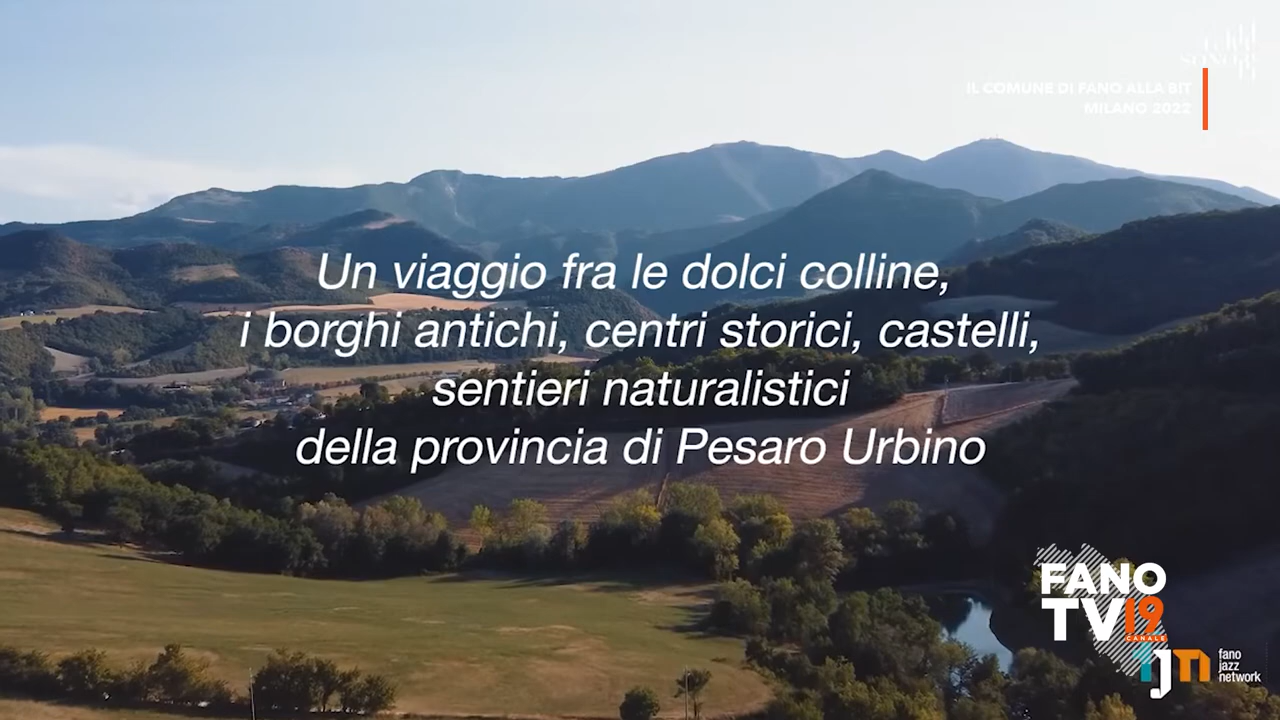 IL COMUNE DI FANO ALLA BIT
MILANO 2022
Un viaggio fra le dolci colline,
i borghi antichi, centri storici, castelli,
sentieri naturalistici
della provincia di Pesaro Urbino
FANO
TV19
CANALE
fano
jazz
network